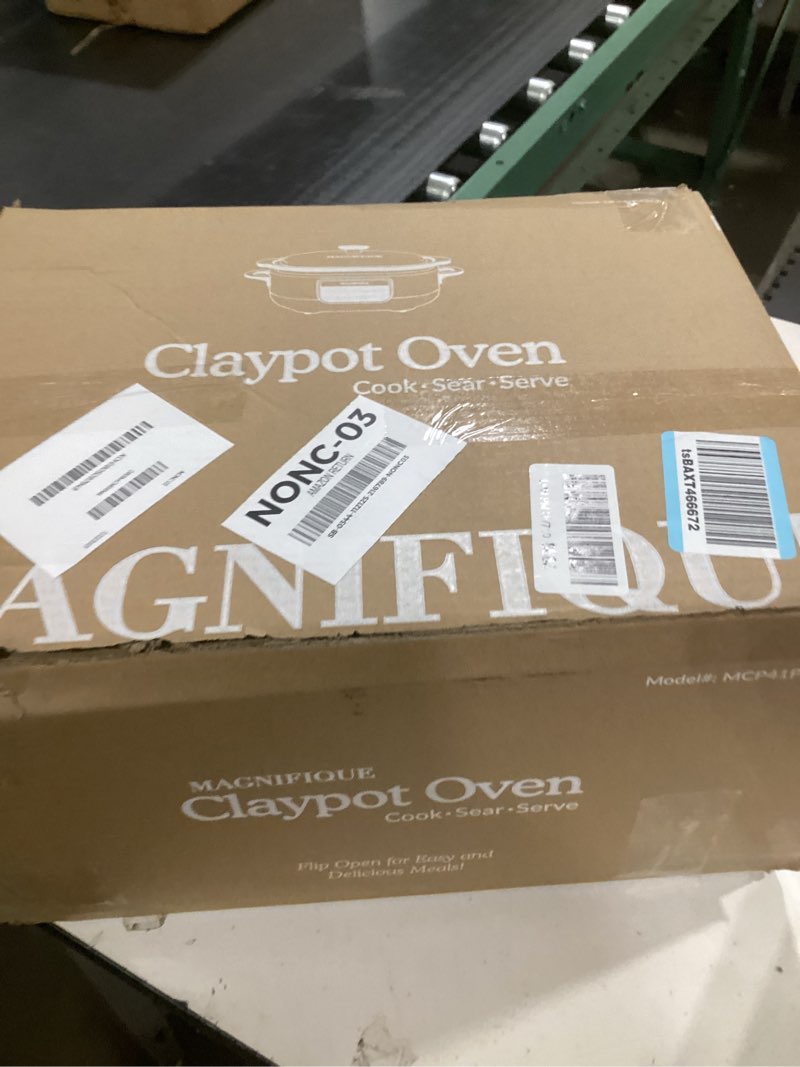 Claypot Oven
Cook·Sear·Serve
NONC-03
AMAZON RETURN
tsBAXT466672
AGNIFIQU
Model#: MCP41P
MAGNIFIQUE
Claypot Oven
Cook·Sear·Serve
Flip Open for Easy and
Delicious Meals!